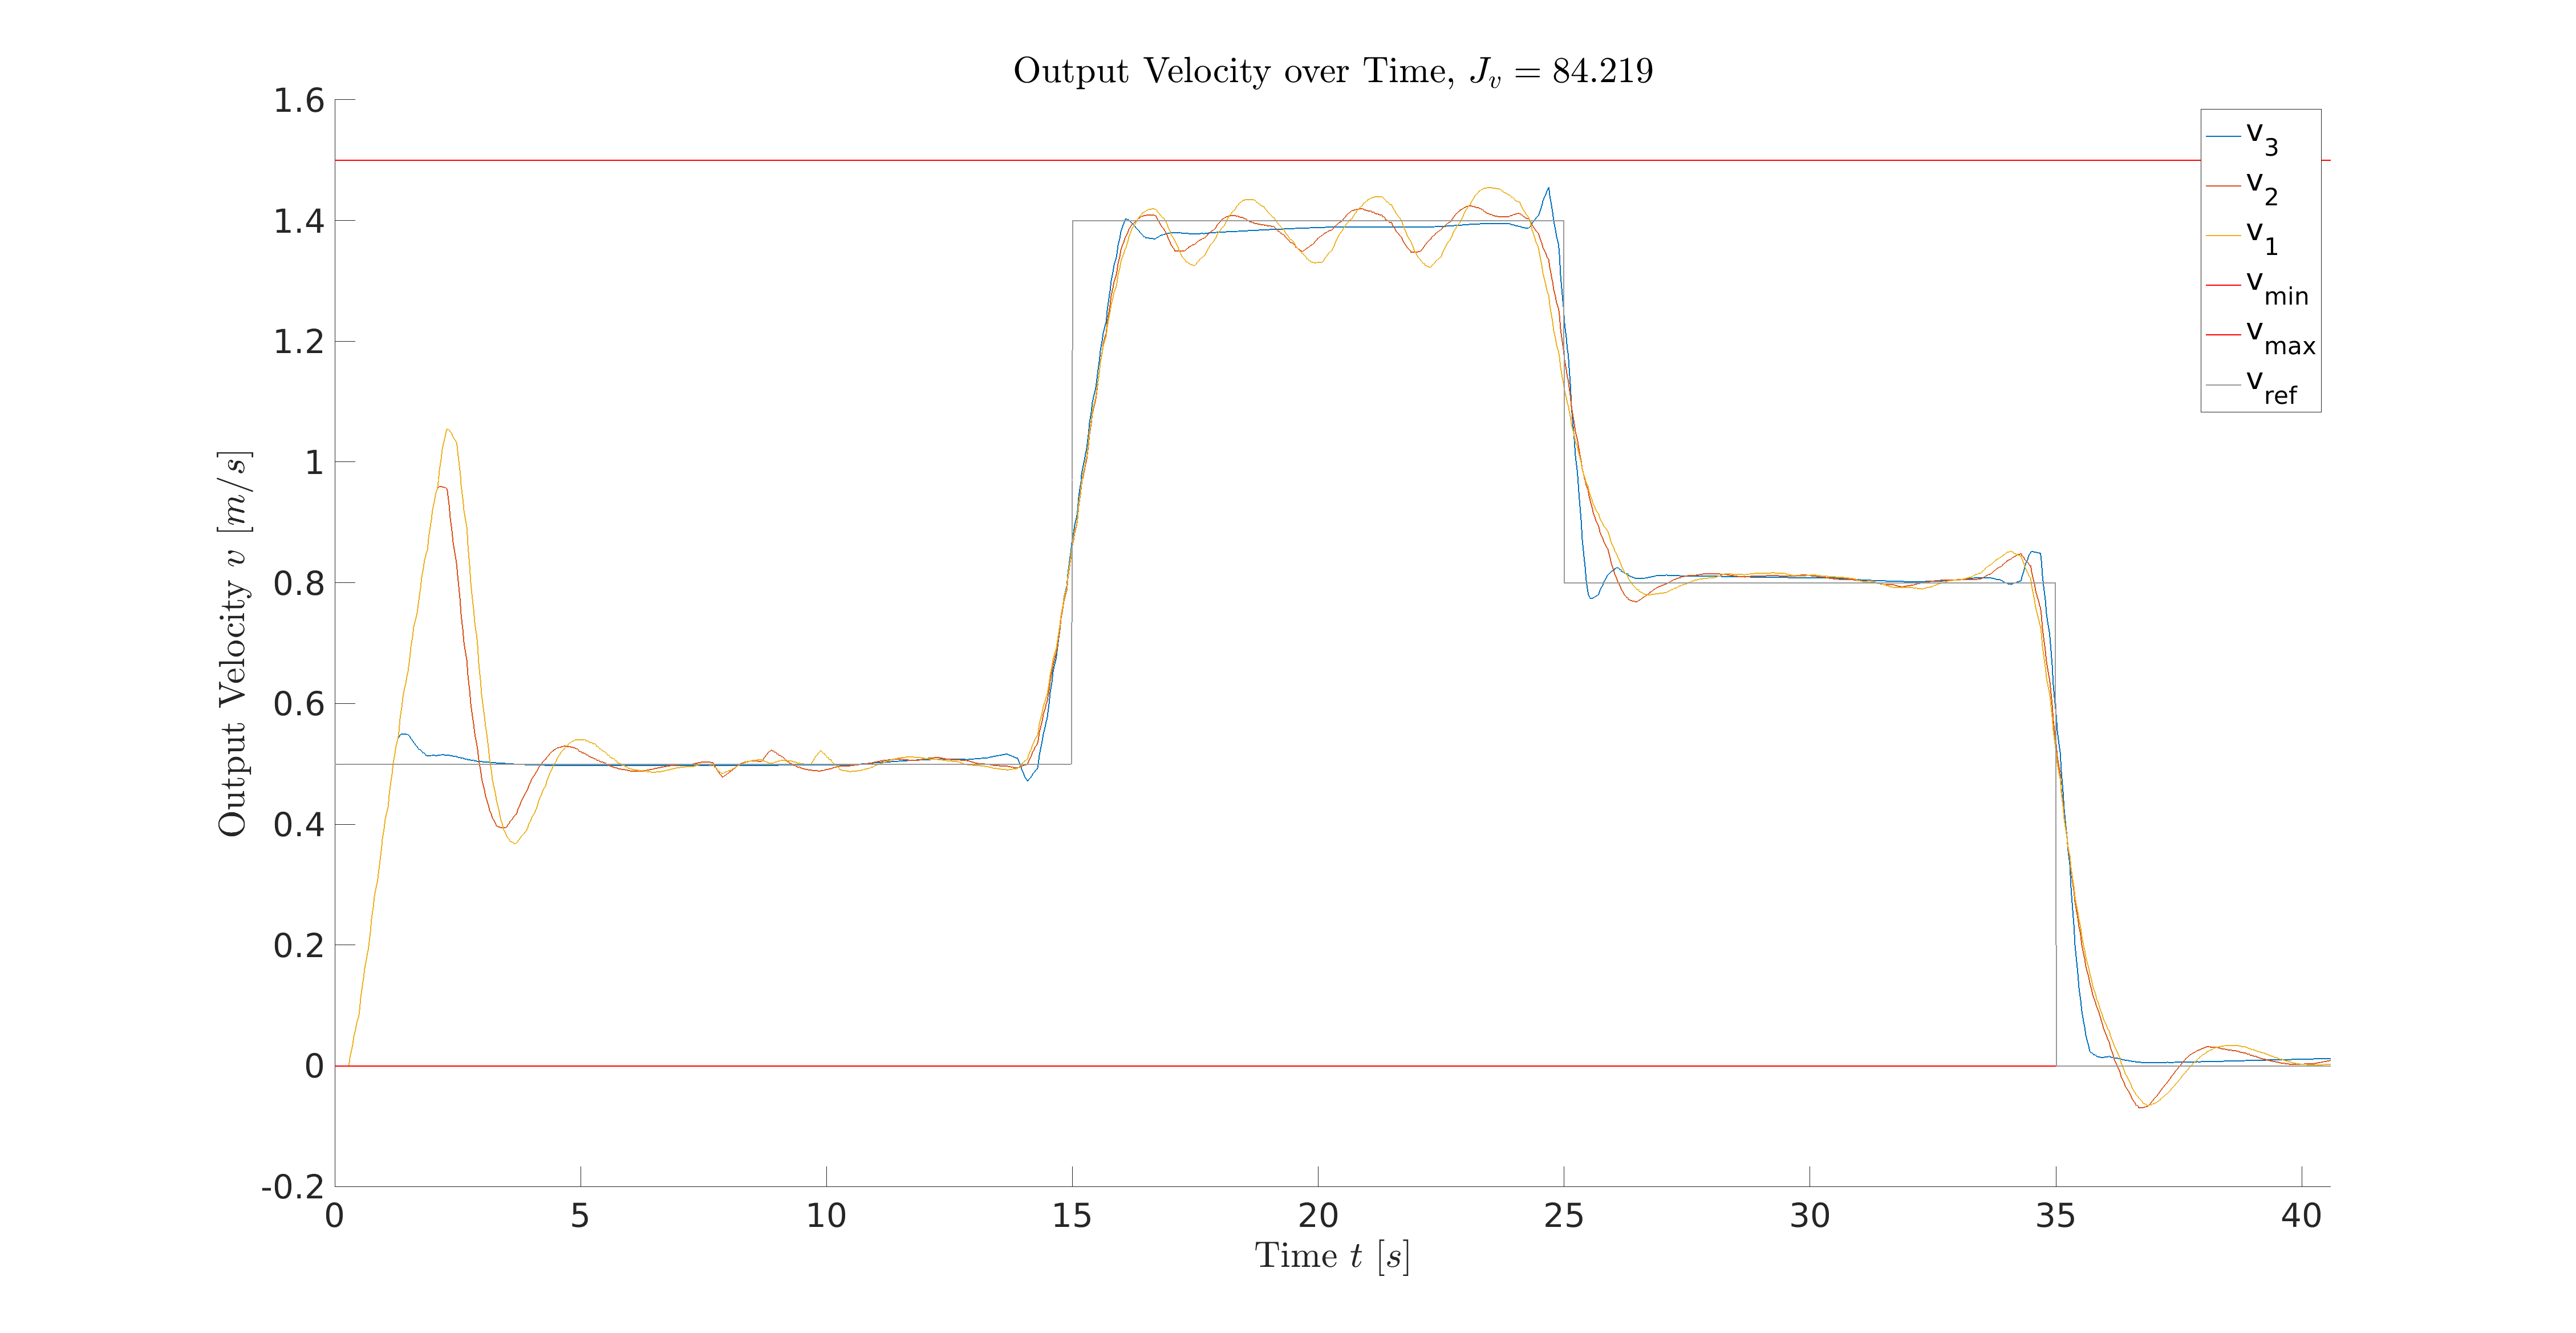 Output Velocity over Time, J_v = 84.219
1.6
1.4
1.2
1
0.8
0.6
0.4
0.2
0
-0.2
Output Velocity v [m/s]
0 5 10 15 20 25 30 35 40
Time t [s]
v_3
v_2
v_1
v_min
v_max
v_ref